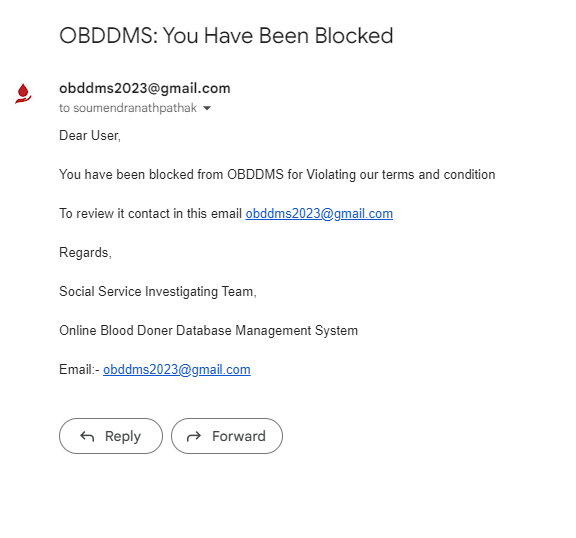 OBDDMS: You Have Been Blocked
obddms2023@gmail.com
to soumendranathpathak
Dear User,
You have been blocked from OBDDMS for Violating our terms and condition
To review it contact in this email obddms2023@gmail.com
Regards,
Social Service Investigating Team,
Online Blood Doner Database Management System
Email:- obddms2023@gmail.com
Reply Forward